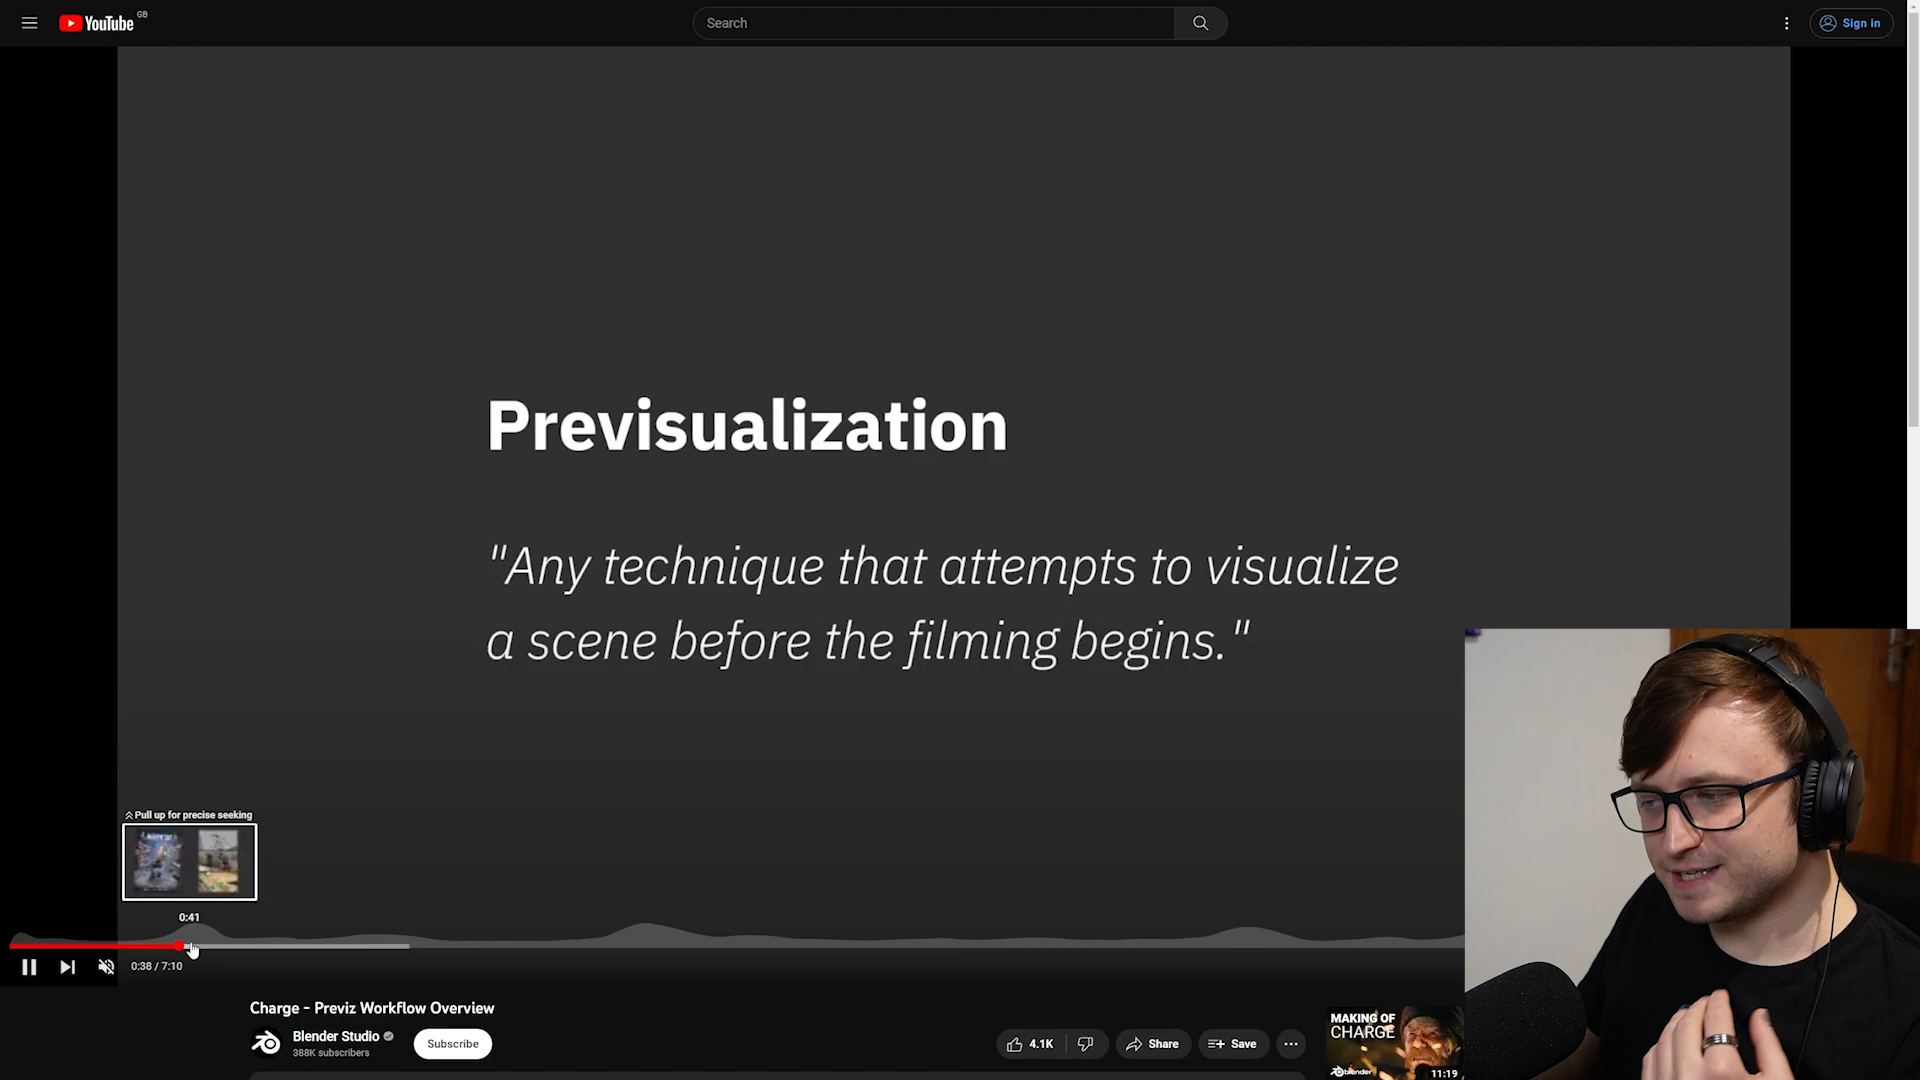 YouTube GB
Search
Sign in
Previsualization
"Any technique that attempts to visualize
a scene before the filming begins."
Pull up for precise seeking
0:41
0:38 / 7:10
Charge - Previz Workflow Overview
Blender Studio
388K subscribers
Subscribe
4.1K
Share
Save
MAKING OF
CHARGE
blender
11:19